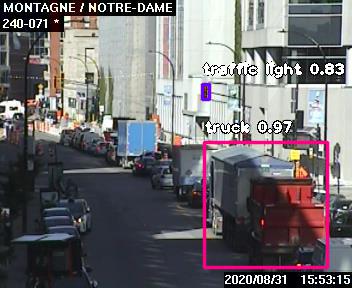 MONTAGNE / NOTRE-DAME
240-071 *
traffic light 0.83
truck 0.97
2020/08/31 15:53:15